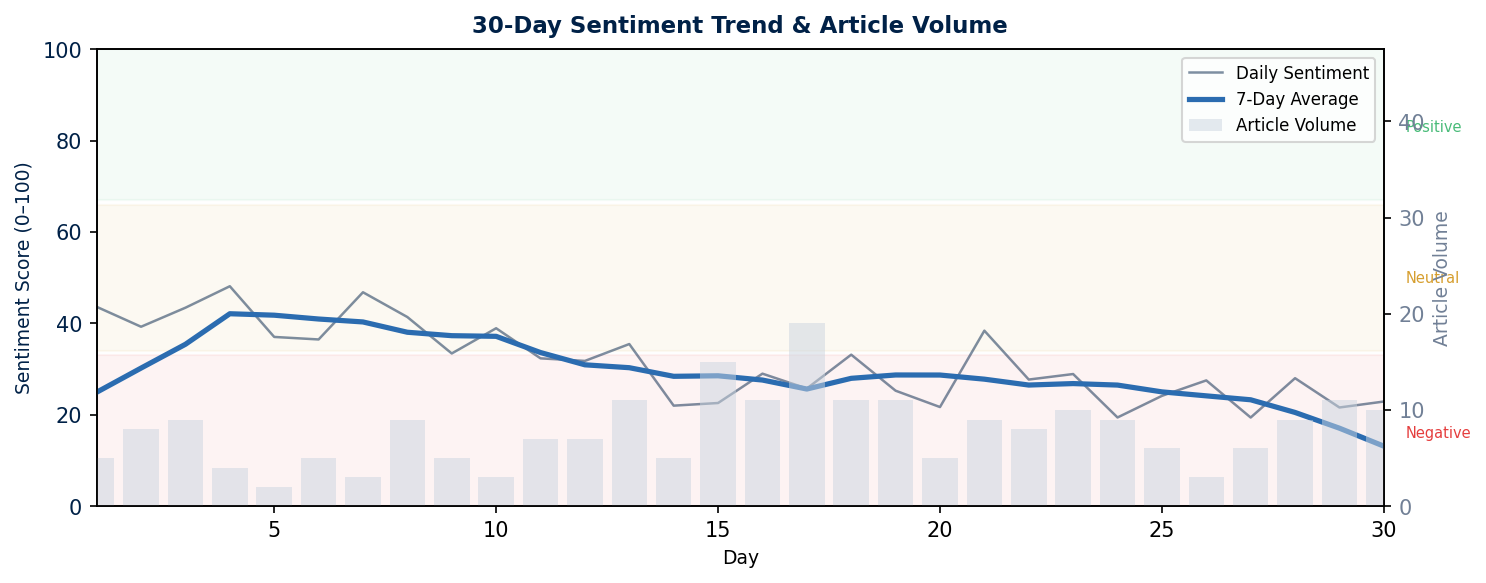 30-Day Sentiment Trend & Article Volume
100
80
60
40
20
0
Sentiment Score (0–100)
Daily Sentiment
7-Day Average
Article Volume
40
30
20
10
0
Positive
Neutral
Negative
Article Volume
5
10
15
20
25
30
Day